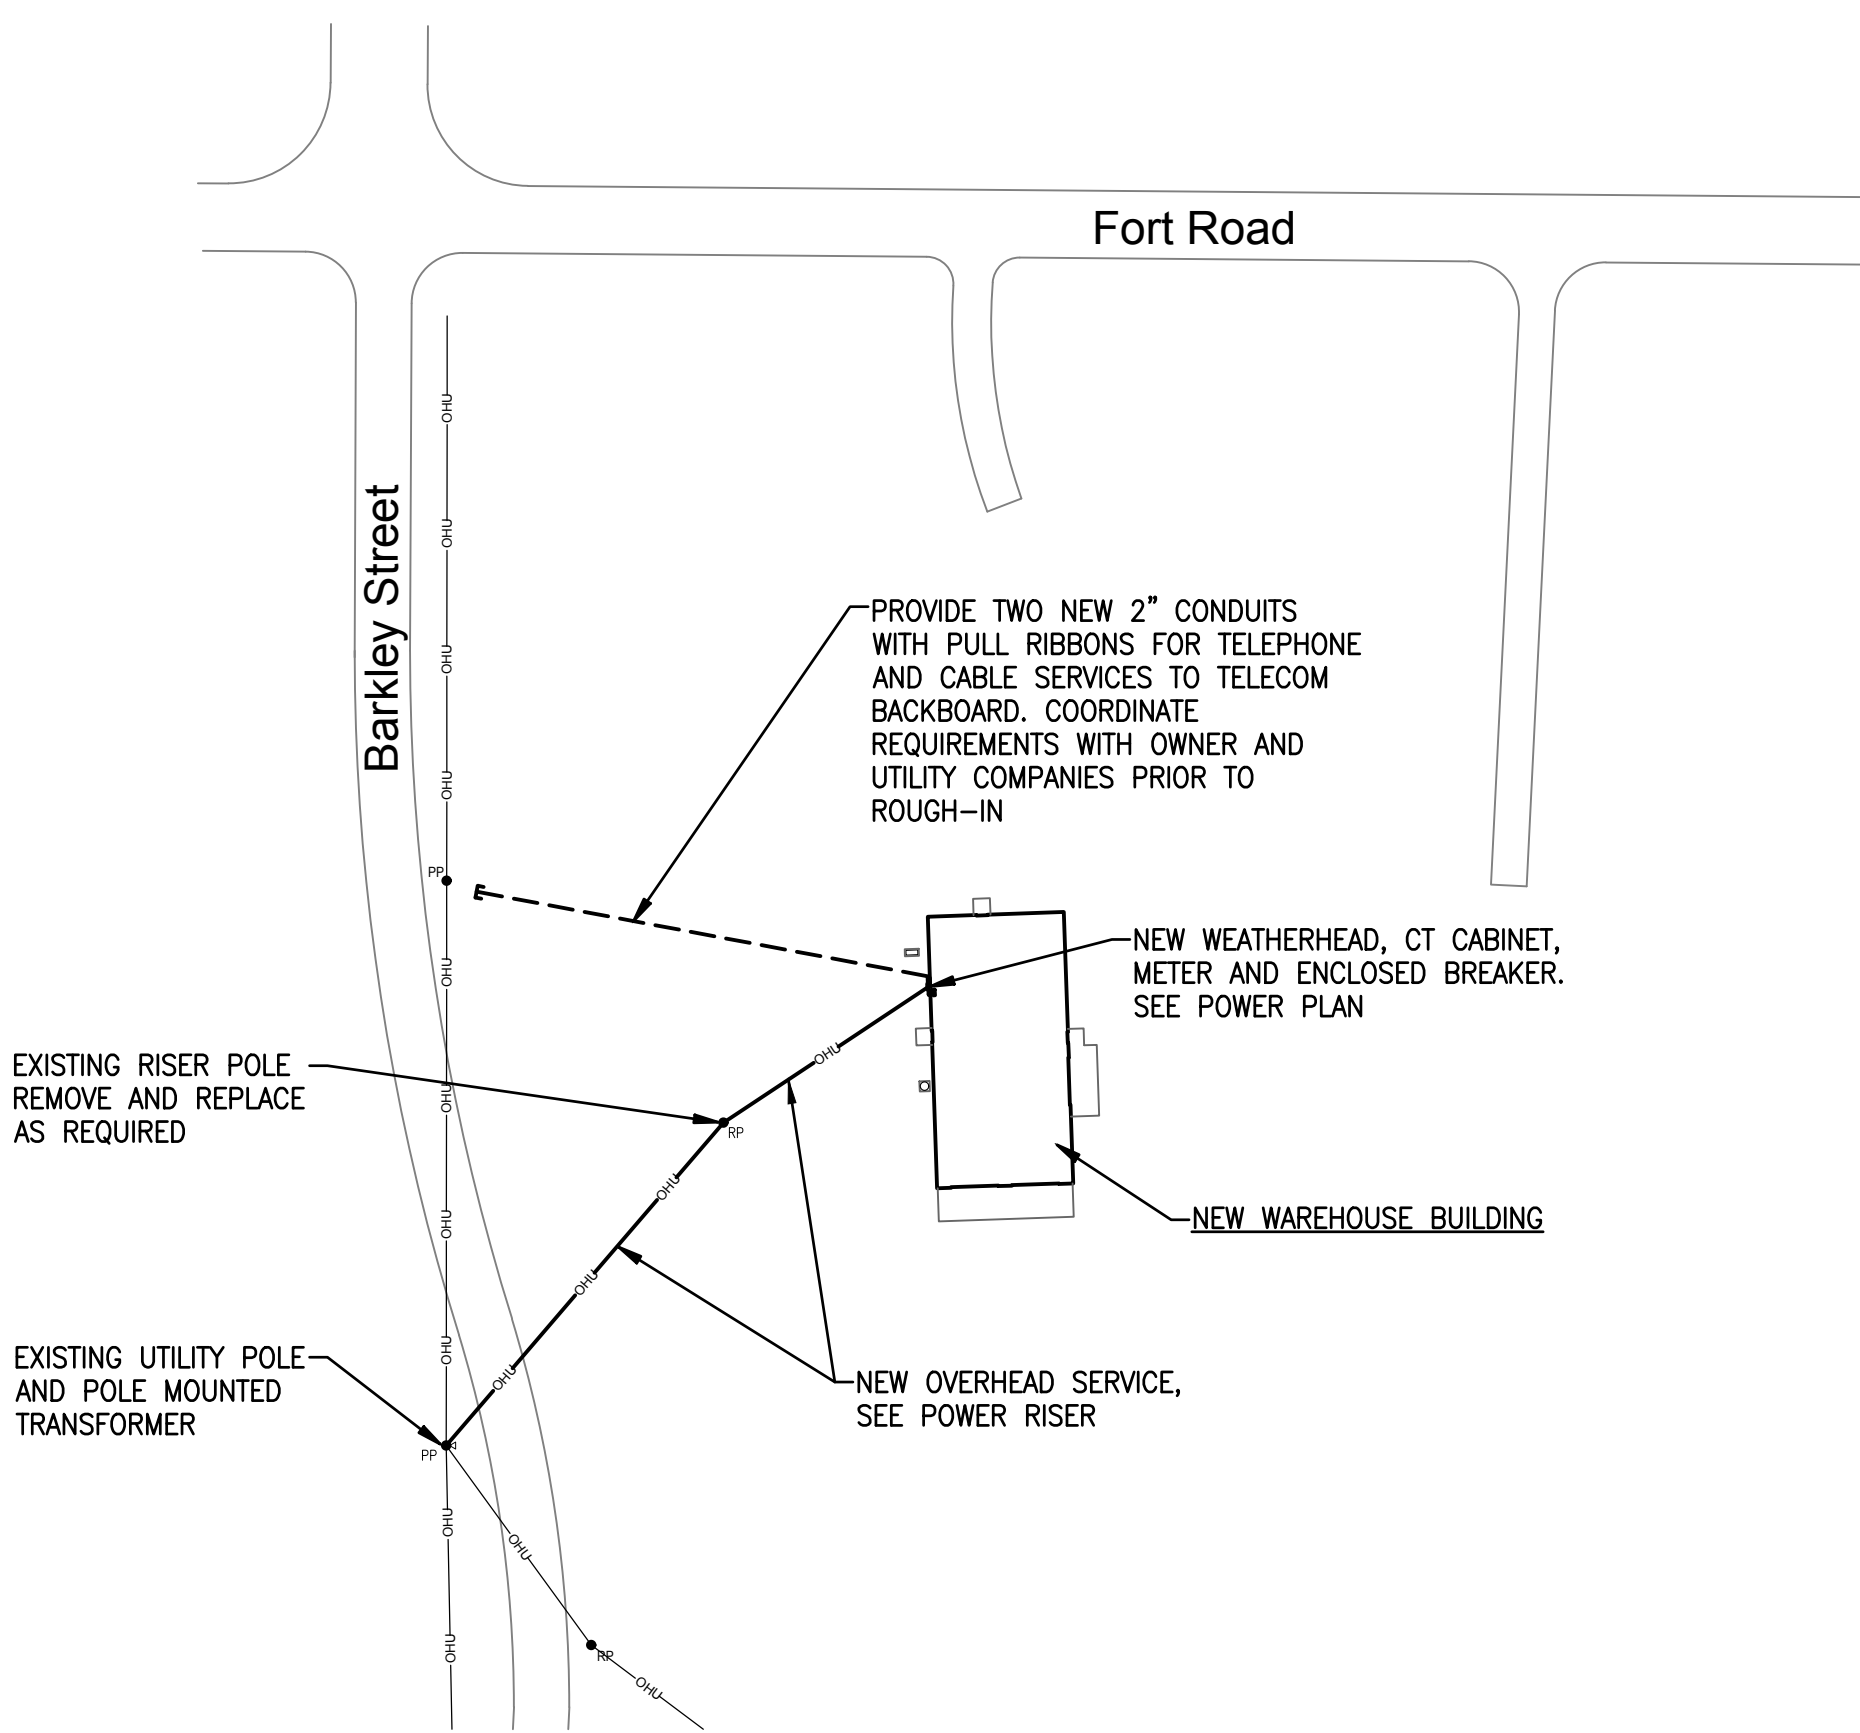 Fort Road
Barkley Street
OHU
OHU
OHU
OHU
PROVIDE TWO NEW 2” CONDUITS
WITH PULL RIBBONS FOR TELEPHONE
AND CABLE SERVICES TO TELECOM
BACKBOARD. COORDINATE
REQUIREMENTS WITH OWNER AND
UTILITY COMPANIES PRIOR TO
ROUGH-IN
PP
OHU
NEW WEATHERHEAD, CT CABINET,
METER AND ENCLOSED BREAKER.
SEE POWER PLAN
EXISTING RISER POLE
REMOVE AND REPLACE
AS REQUIRED
OHU
OHU
RP
OHU
OHU
NEW WAREHOUSE BUILDING
OHU
OHU
OHU
EXISTING UTILITY POLE
AND POLE MOUNTED
TRANSFORMER
NEW OVERHEAD SERVICE,
SEE POWER RISER
PP
OHU
OHU
OHU
RP
OHU